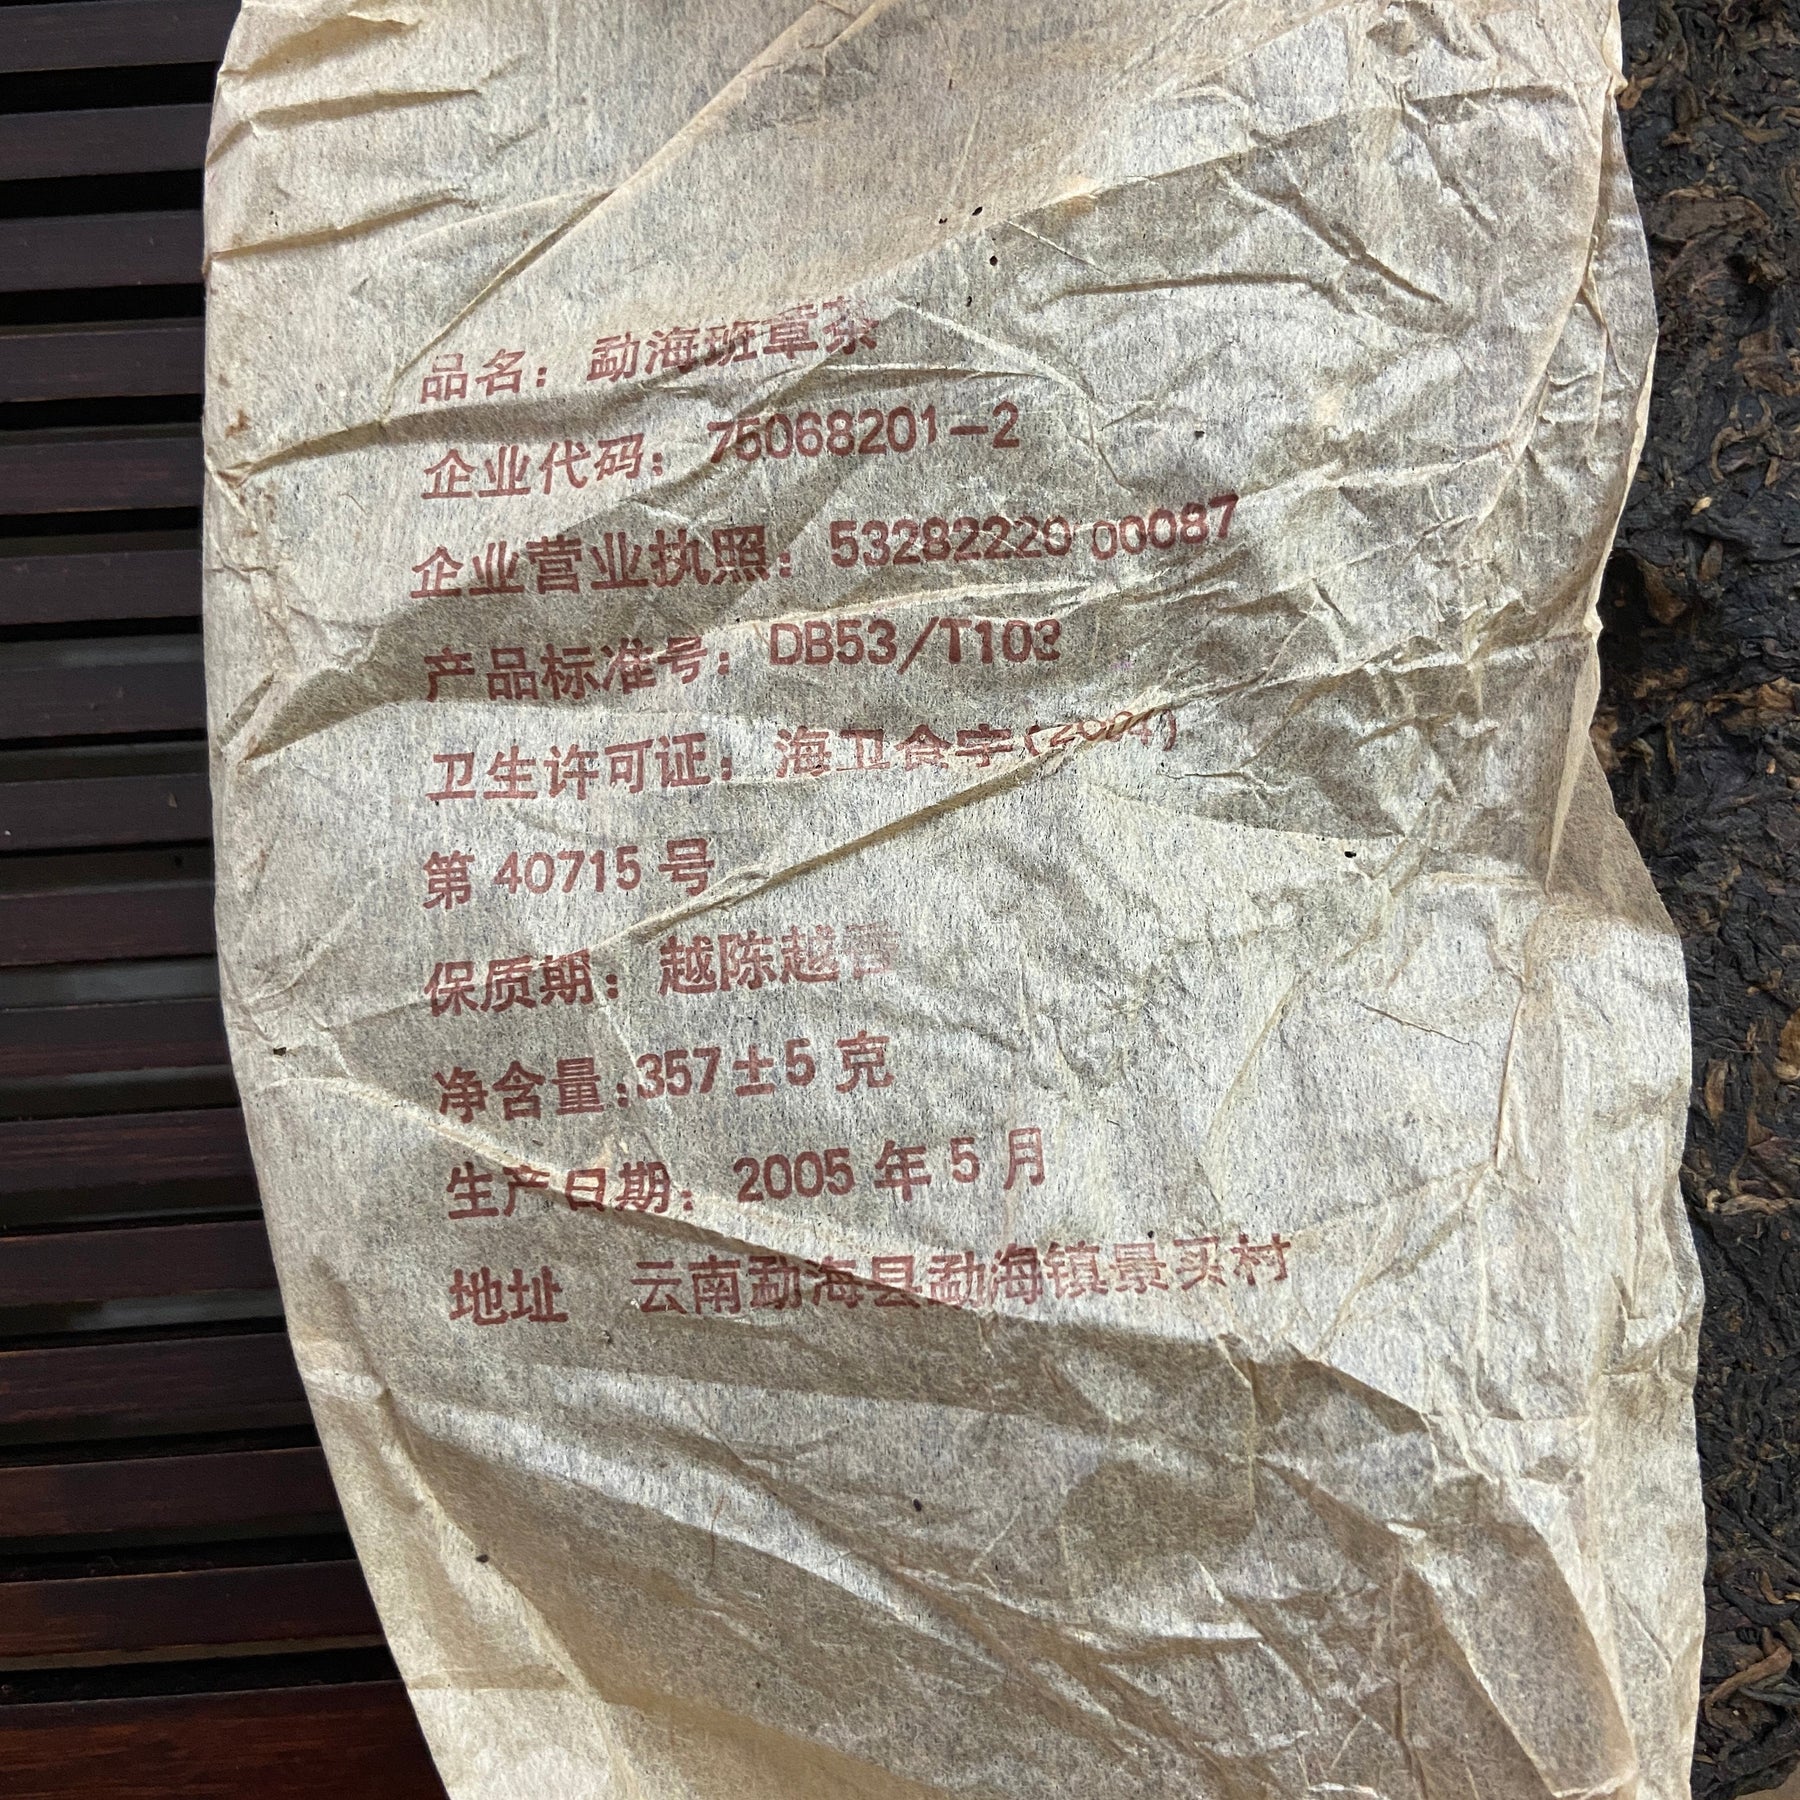 品名：勐海班章茶
企业代码：75068201-2
企业营业执照：53282220 00087
产品标准号：DB53/T103
卫生许可证：海卫食字(2004)
第 40715 号
保质期：越陈越香
净含量:357±5 克
生产日期：2005 年 5 月
地址 云南勐海县勐海镇景买村